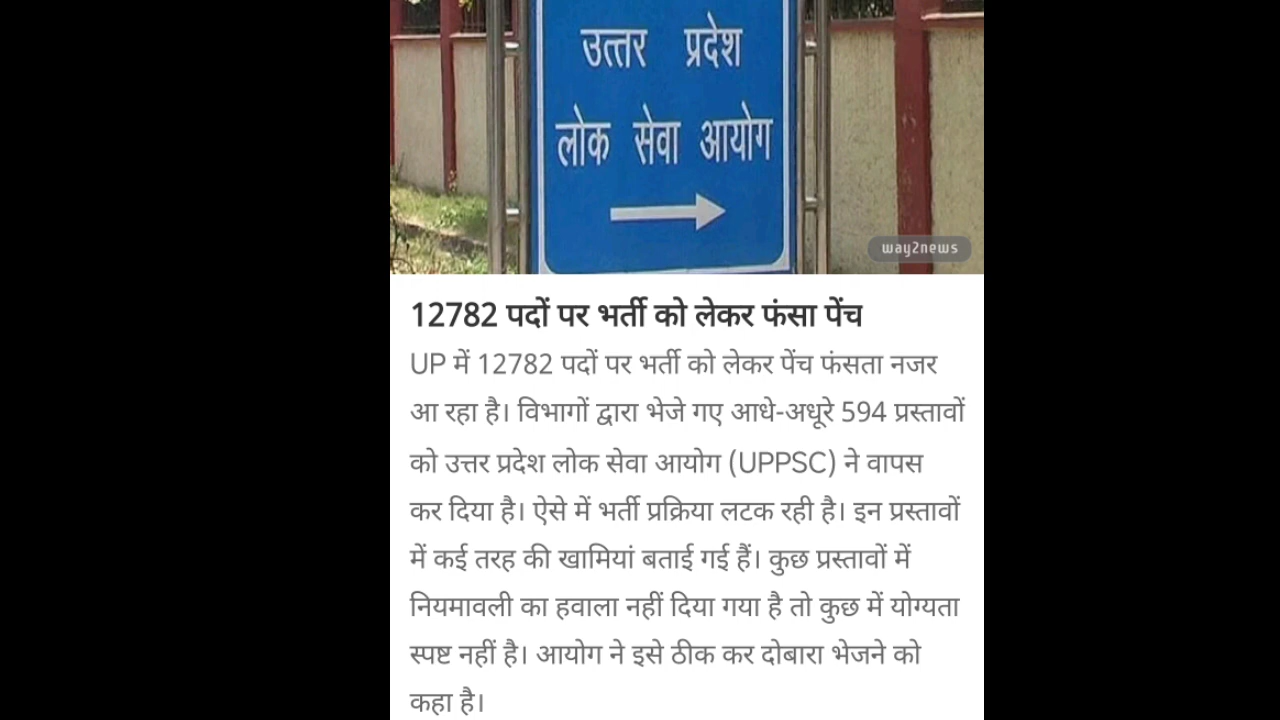 उत्तर प्रदेश
लोक सेवा आयोग
way2news
12782 पदों पर भर्ती को लेकर फंसा पेंच
UP में 12782 पदों पर भर्ती को लेकर पेंच फंसता नजर
आ रहा है। विभागों द्वारा भेजे गए आधे-अधूरे 594 प्रस्तावों
को उत्तर प्रदेश लोक सेवा आयोग (UPPSC) ने वापस
कर दिया है। ऐसे में भर्ती प्रक्रिया लटक रही है। इन प्रस्तावों
में कई तरह की खामियां बताई गई हैं। कुछ प्रस्तावों में
नियमावली का हवाला नहीं दिया गया है तो कुछ में योग्यता
स्पष्ट नहीं है। आयोग ने इसे ठीक कर दोबारा भेजने को
कहा है।